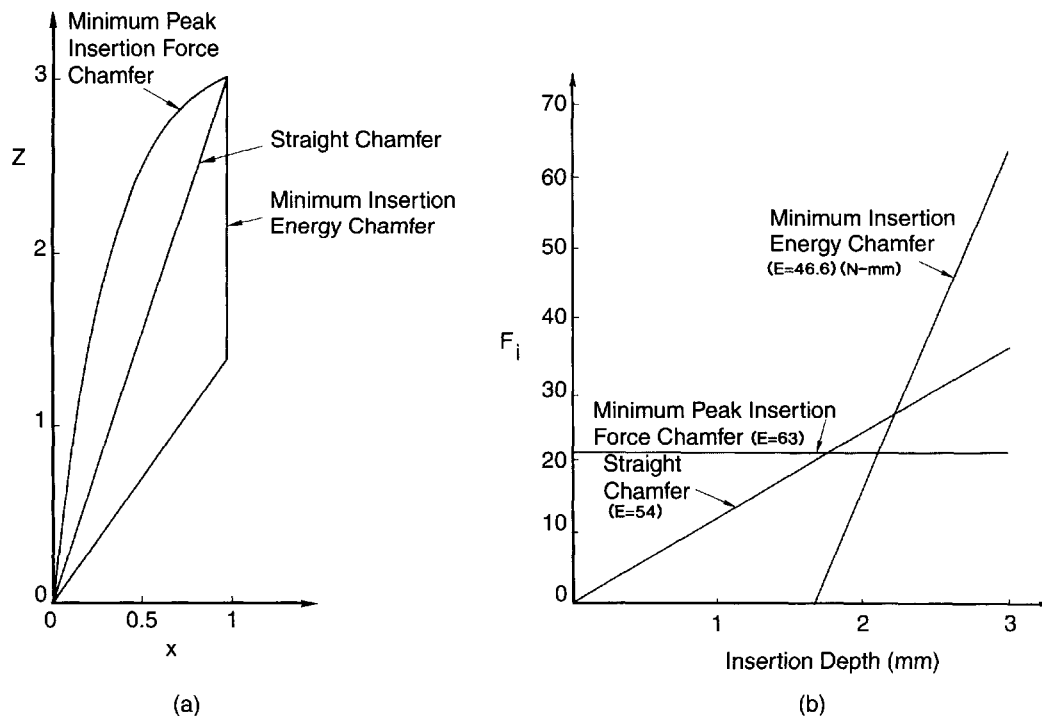 Minimum Peak
Insertion Force
Chamfer
3
Z
Straight Chamfer
Minimum Insertion
Energy Chamfer
2
1
0
0
0.5
1
x
(a)
70
60
50
40
F_i
30
20
10
0
Minimum Insertion
Energy Chamfer
(E=46.6) (N-mm)
Minimum Peak Insertion
Force Chamfer (E=63)
Straight
Chamfer
(E=54)
1
2
3
Insertion Depth (mm)
(b)